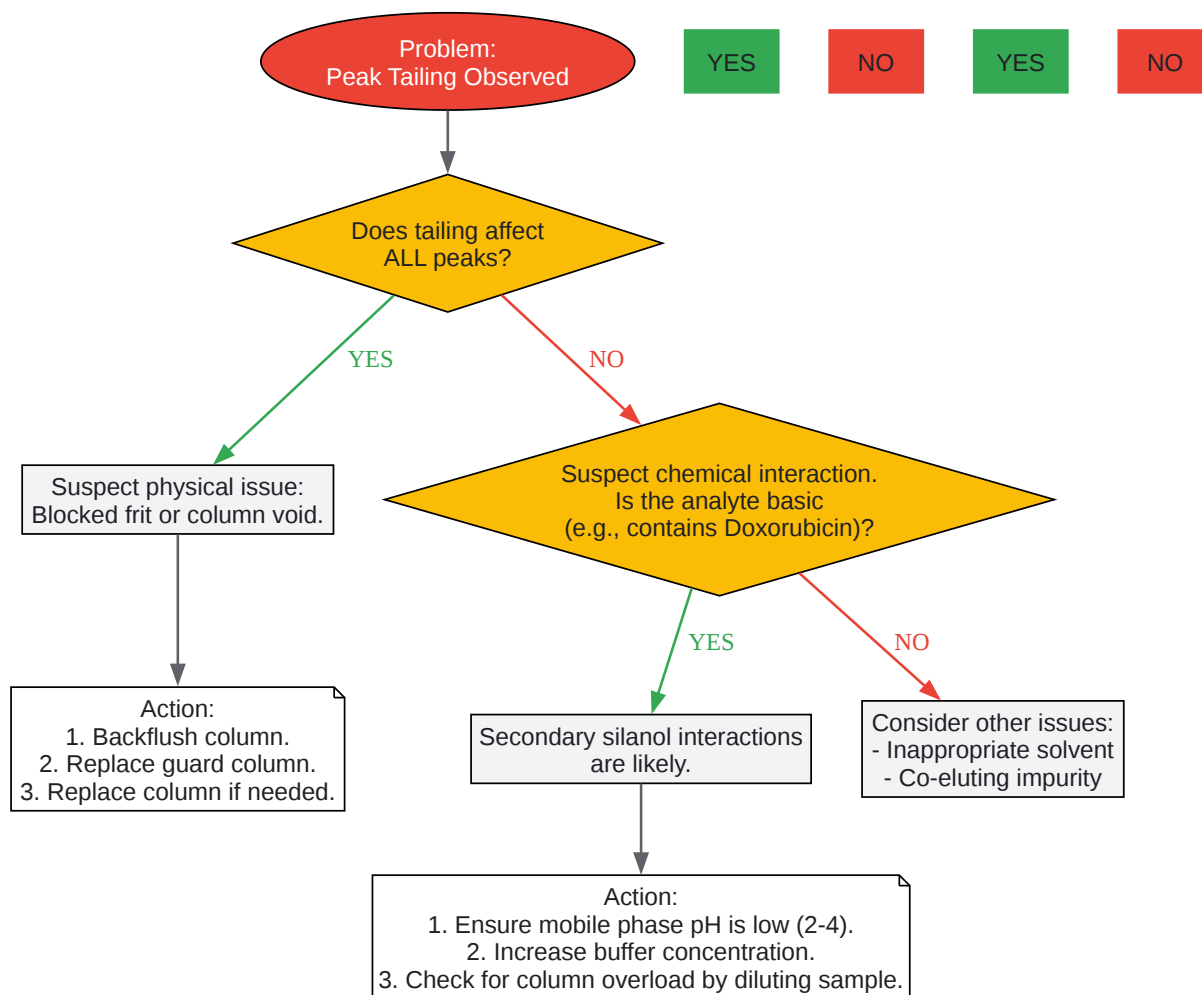 Problem:
Peak Tailing Observed
YES
NO
YES
NO
Does tailing affect
ALL peaks?
YES
NO
Suspect physical issue:
Blocked frit or column void.
Suspect chemical interaction.
Is the analyte basic
(e.g., contains Doxorubicin)?
YES
NO
Action:
1. Backflush column.
2. Replace guard column.
3. Replace column if needed.
Secondary silanol interactions
are likely.
Consider other issues:
- Inappropriate solvent
- Co-eluting impurity
Action:
1. Ensure mobile phase pH is low (2-4).
2. Increase buffer concentration.
3. Check for column overload by diluting sample.